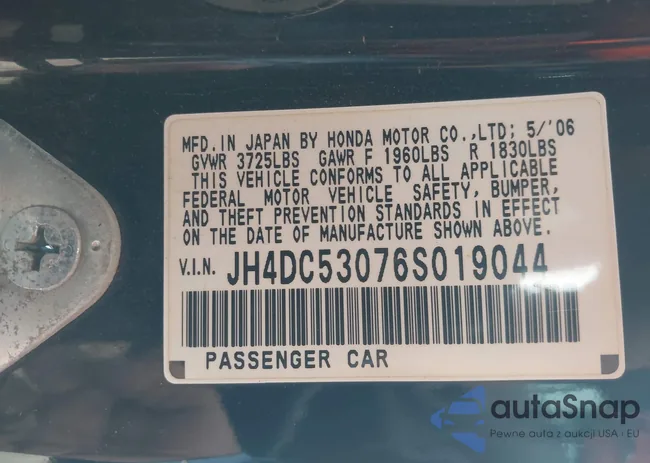 MFD. IN JAPAN BY HONDA MOTOR CO.,LTD; 5/'06
GVWR 3725LBS GAWR F 1960LBS R 1830LBS
THIS VEHICLE CONFORMS TO ALL APPLICABLE
FEDERAL MOTOR VEHICLE SAFETY, BUMPER,
AND THEFT PREVENTION STANDARDS IN EFFECT
ON THE DATE OF MANUFACTURE SHOWN ABOVE.
V.I.N. JH4DC53076S019044
PASSENGER CAR
autaSnap
Pewne auta z aukcji USA i EU